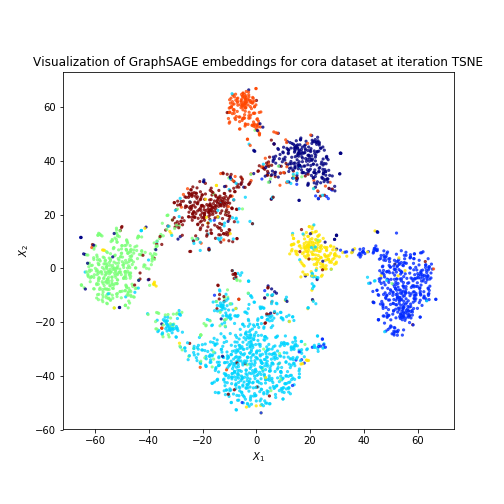 Visualization of GraphSAGE embeddings for cora dataset at iteration TSNE
60
40
20
0
−20
−40
−60
X₂
−60 −40 −20 0 20 40 60
X₁